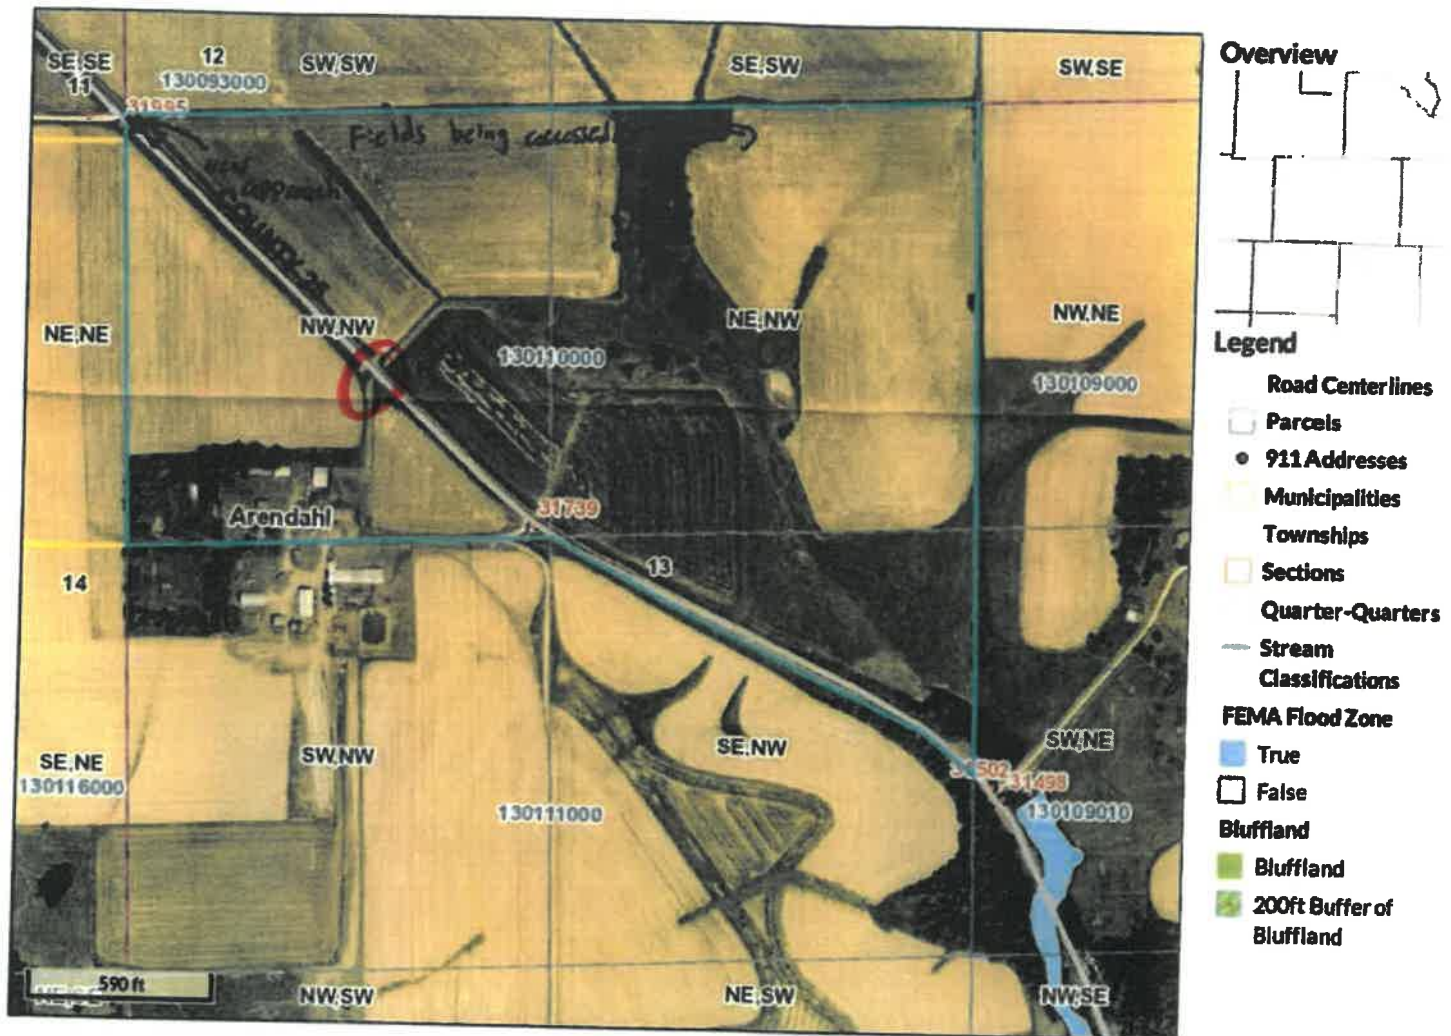 Overview
SE,SE
12
SW,SW
SE,SW
SW,SE
11
130093000
31985
Fields being accessed
new
approach
COUNTY 25
NE,NE
NW,NW
NE,NW
NW,NE
130110000
130109000
Legend
Road Centerlines
Parcels
911 Addresses
Municipalities
Townships
Sections
Quarter-Quarters
Stream
Classifications
FEMA Flood Zone
True
False
Bluffland
Bluffland
200ft Buffer of
Bluffland
31739
Arendahl
13
14
SE,NE
SW,NW
SE,NW
SW,NE
130116000
31498
130111000
130109010
590 ft
NW,SW
NE,SW
NW,SE